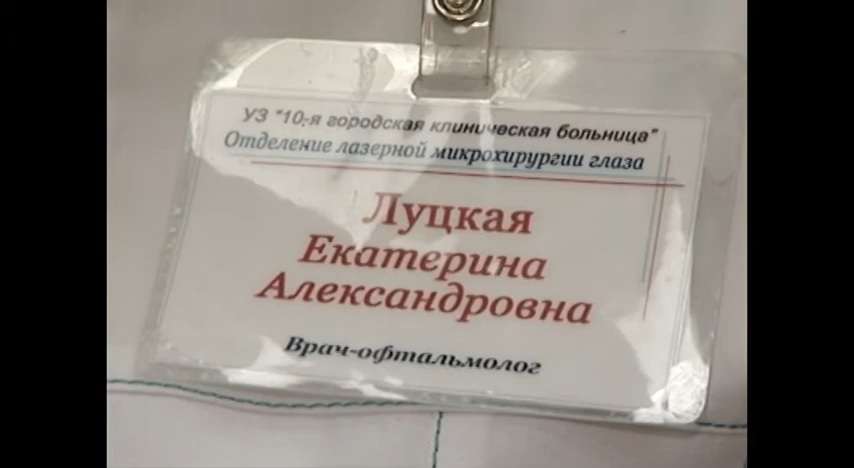 УЗ "10-я городская клиническая больница"
Отделение лазерной микрохирургии глаза
Луцкая
Екатерина
Александровна
Врач-офтальмолог